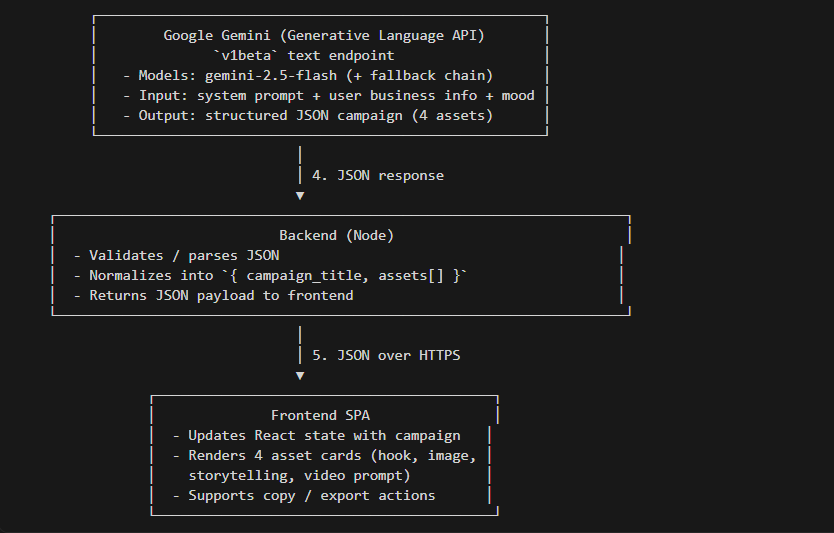 Google Gemini (Generative Language API)
`v1beta` text endpoint
- Models: gemini-2.5-flash (+ fallback chain)
- Input: system prompt + user business info + mood
- Output: structured JSON campaign (4 assets)
4. JSON response
Backend (Node)
- Validates / parses JSON
- Normalizes into `{ campaign_title, assets[] }`
- Returns JSON payload to frontend
5. JSON over HTTPS
Frontend SPA
- Updates React state with campaign
- Renders 4 asset cards (hook, image,
storytelling, video prompt)
- Supports copy / export actions